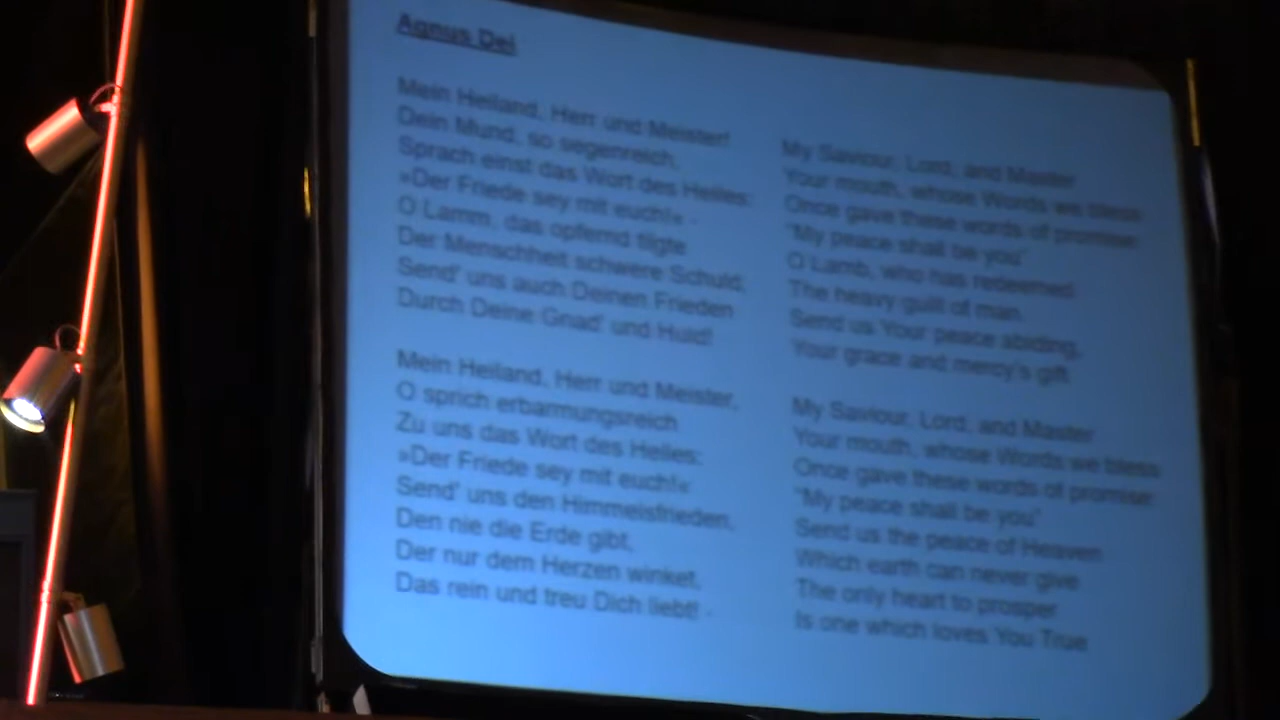 Agnus Dei
Mein Heiland, Herr und Meister!
Dein Mund, so segenreich,
Sprach einst das Wort des Heiles:
»Der Friede sey mit euch!« -
O Lamm, das opfernd tilgte
Der Menschheit schwere Schuld,
Send' uns auch Deinen Frieden
Durch Deine Gnad' und Huld!
Mein Heiland, Herr und Meister,
O sprich erbarmungsreich
Zu uns das Wort des Heiles:
»Der Friede sey mit euch!«
Send' uns den Himmelsfrieden,
Den nie die Erde gibt,
Der nur dem Herzen winket,
Das rein und treu Dich liebt! -
My Saviour, Lord, and Master
Your mouth, whose Words we bless
Once gave these words of promise:
"My peace shall be you"
O Lamb, who has redeemed
The heavy guilt of man,
Send us Your peace abiding,
Your grace and mercy's gift
My Saviour, Lord, and Master
Your mouth, whose Words we bless
Once gave these words of promise:
"My peace shall be you"
Send us the peace of Heaven
Which earth can never give
The only heart to prosper
Is one which loves You True